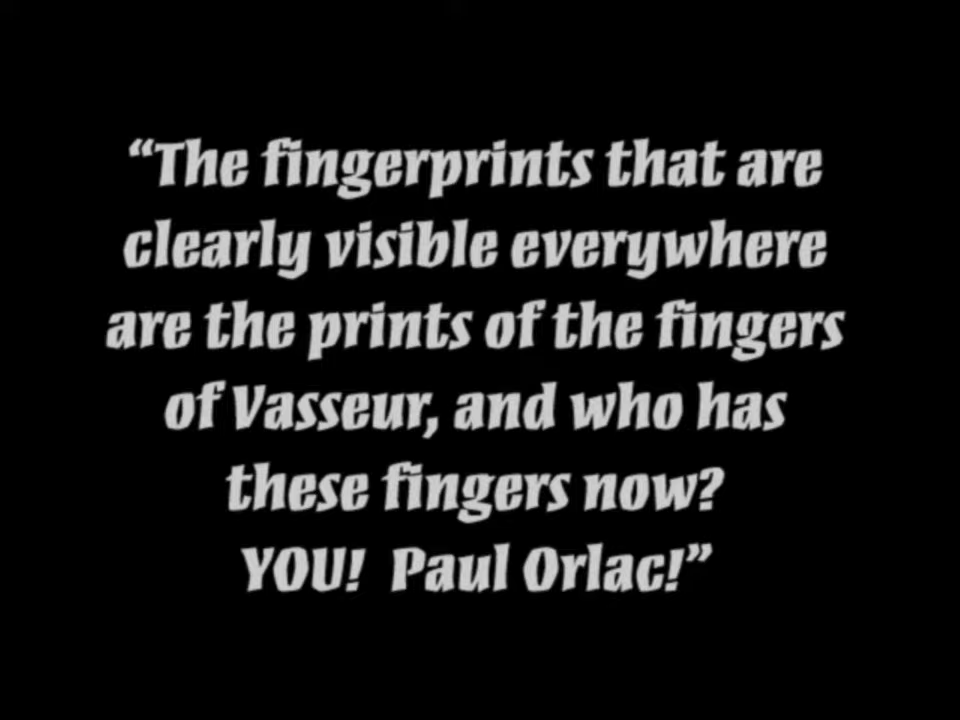 “The fingerprints that are
clearly visible everywhere
are the prints of the fingers
of Vasseur, and who has
these fingers now?
YOU!  Paul Orlac!”